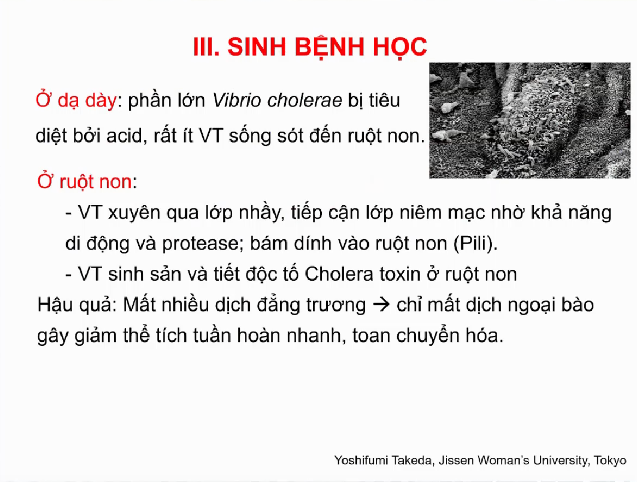 III. SINH BỆNH HỌC
Ở dạ dày: phần lớn Vibrio cholerae bị tiêu
diệt bởi acid, rất ít VT sống sót đến ruột non.
Ở ruột non:
- VT xuyên qua lớp nhầy, tiếp cận lớp niêm mạc nhờ khả năng
di động và protease; bám dính vào ruột non (Pili).
- VT sinh sản và tiết độc tố Cholera toxin ở ruột non
Hậu quả: Mất nhiều dịch đẳng trương → chỉ mất dịch ngoại bào
gây giảm thể tích tuần hoàn nhanh, toan chuyển hóa.
Yoshifumi Takeda, Jissen Woman's University, Tokyo